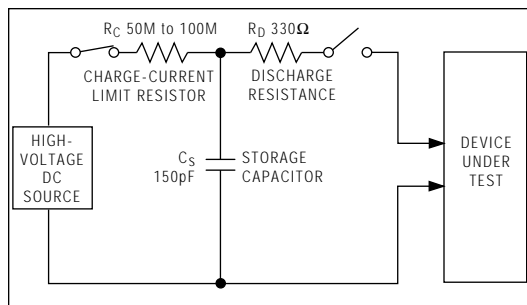 R_C 50M to 100M
CHARGE-CURRENT
LIMIT RESISTOR
R_D 330Ω
DISCHARGE
RESISTANCE
HIGH-
VOLTAGE
DC
SOURCE
C_S
150pF
STORAGE
CAPACITOR
DEVICE
UNDER
TEST